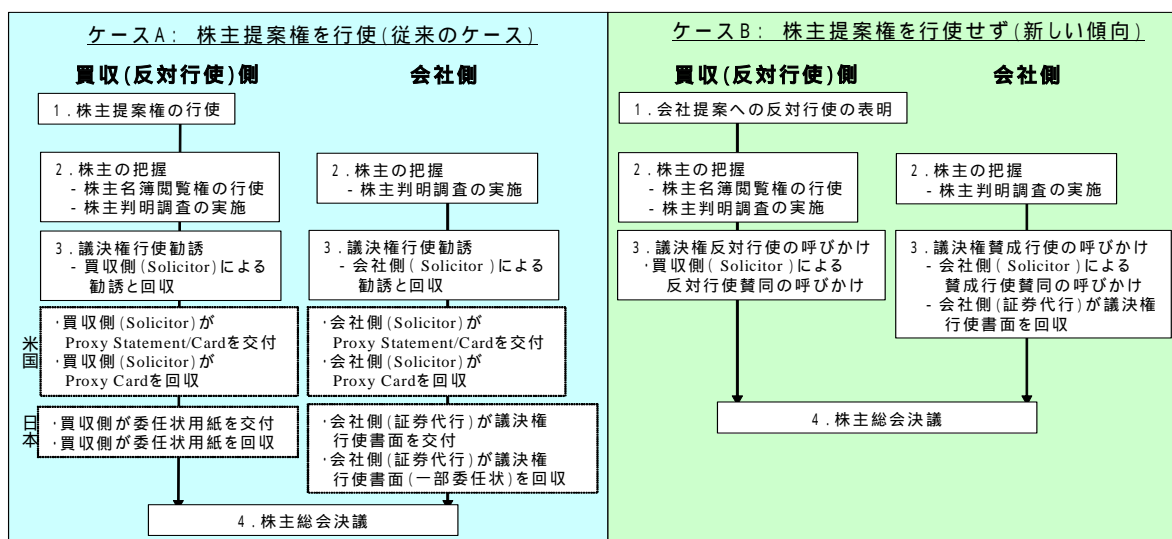 ケースA: 株主提案権を行使(従来のケース)
買収(反対行使)側
会社側
1.株主提案権の行使
2.株主の把握
- 株主名簿閲覧権の行使
- 株主判明調査の実施
2.株主の把握
- 株主判明調査の実施
3.議決権行使勧誘
- 買収側(Solicitor)による
勧誘と回収
3.議決権行使勧誘
- 会社側(Solicitor)による
勧誘と回収
米国
・買収側(Solicitor)が
Proxy Statement/Cardを交付
・買収側(Solicitor)が
Proxy Cardを回収
・会社側(Solicitor)が
Proxy Statement/Cardを交付
・会社側(Solicitor)が
Proxy Cardを回収
日本
・買収側が委任状用紙を交付
・買収側が委任状用紙を回収
・会社側(証券代行)が議決権
行使書面を交付
・会社側(証券代行)が議決権
行使書面(一部委任状)を回収
4.株主総会決議
ケースB: 株主提案権を行使せず(新しい傾向)
買収(反対行使)側
会社側
1.会社提案への反対行使の表明
2.株主の把握
- 株主名簿閲覧権の行使
- 株主判明調査の実施
2.株主の把握
- 株主判明調査の実施
3.議決権反対行使の呼びかけ
・買収側(Solicitor)による
反対行使賛同の呼びかけ
3.議決権賛成行使の呼びかけ
- 会社側(Solicitor)による
賛成行使賛同の呼びかけ
- 会社側(証券代行)が議決権
行使書面を回収
4.株主総会決議